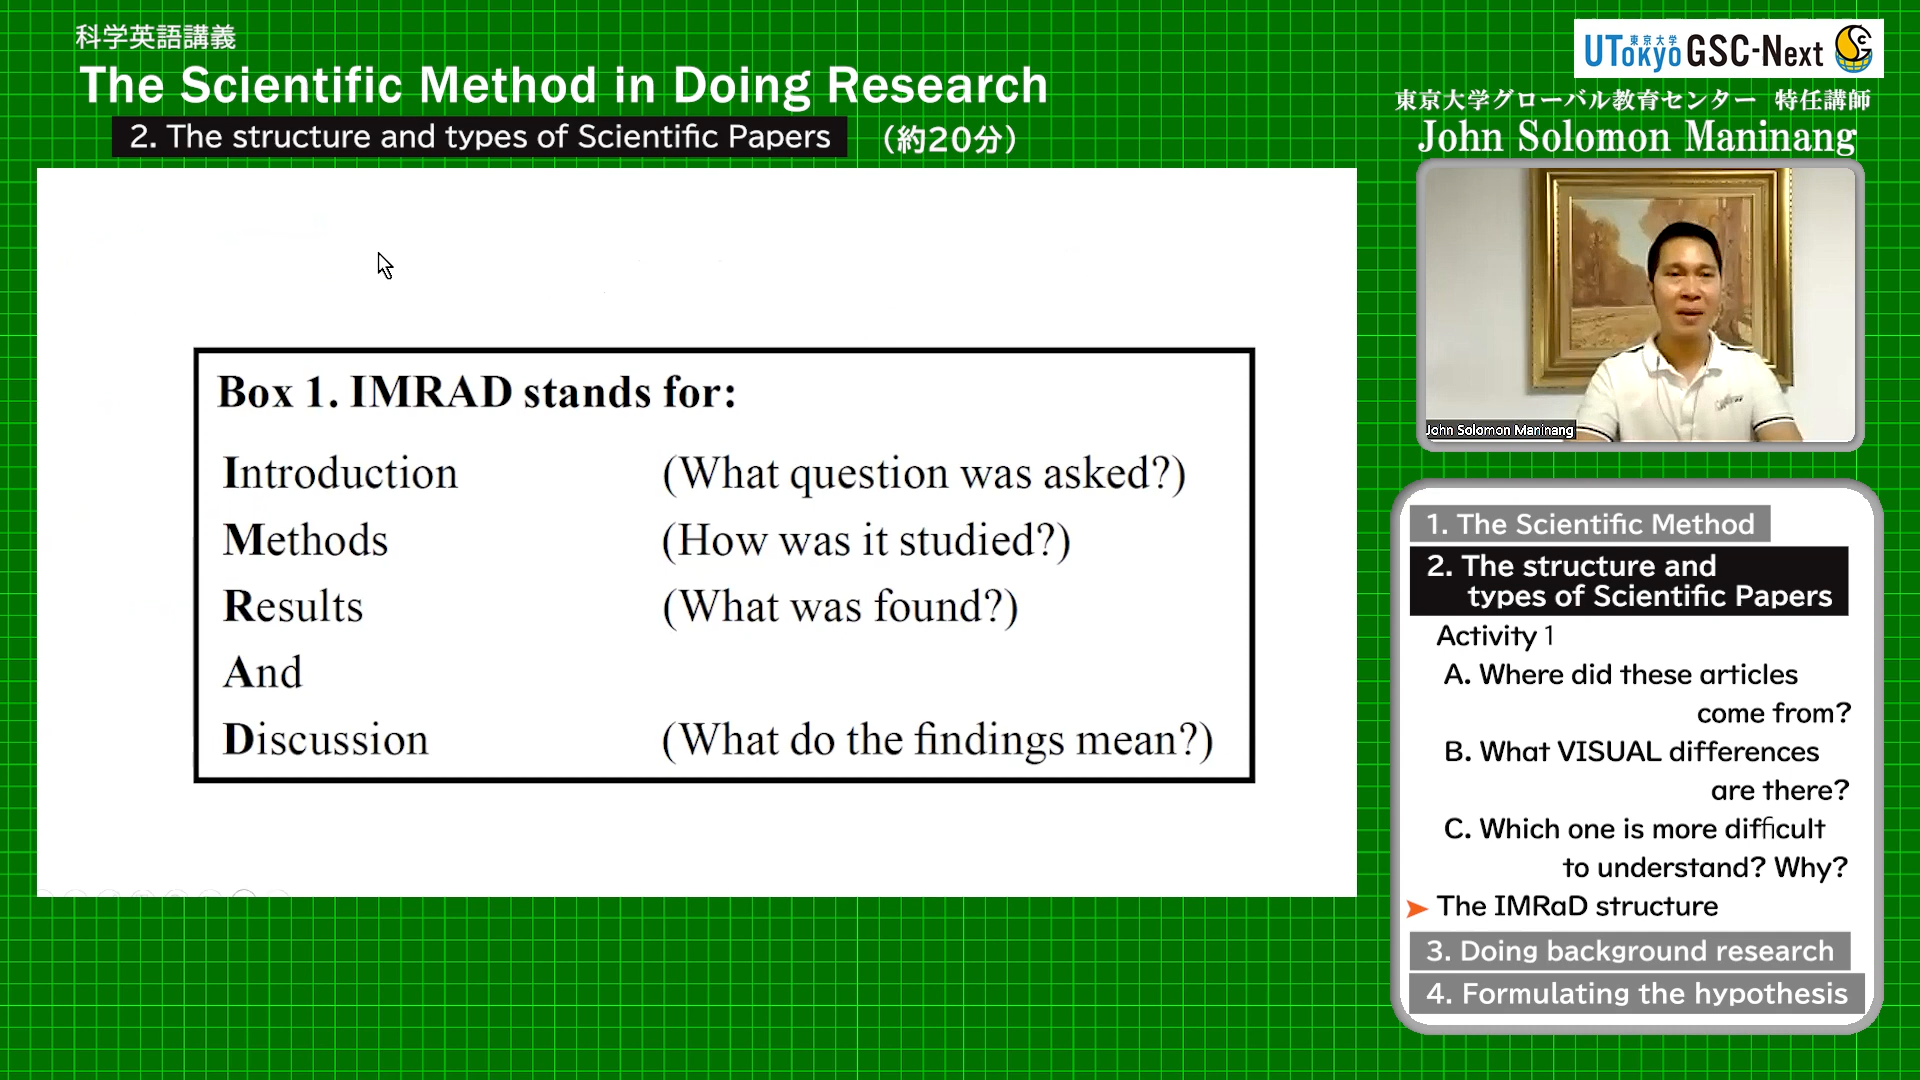 科学英語講義
The Scientific Method in Doing Research
2. The structure and types of Scientific Papers （約20分）
UTokyo 東京大学 GSC-Next
東京大学グローバル教育センター 特任講師
John Solomon Maninang
John Solomon Maninang
Box 1. IMRAD stands for:
Introduction (What question was asked?)
Methods (How was it studied?)
Results (What was found?)
And
Discussion (What do the findings mean?)
1. The Scientific Method
2. The structure and
types of Scientific Papers
Activity 1
A. Where did these articles
come from?
B. What VISUAL differences
are there?
C. Which one is more difficult
to understand? Why?
➤ The IMRaD structure
3. Doing background research
4. Formulating the hypothesis